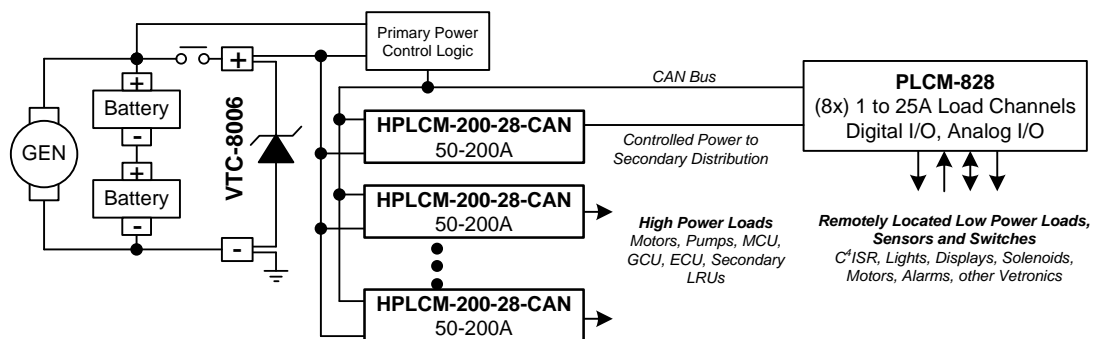 Primary Power
Control Logic
+
+
Battery
-
GEN
+
Battery
-
-
VTC-8006
CAN Bus
HPLCM-200-28-CAN
50-200A
Controlled Power to
Secondary Distribution
PLCM-828
(8x) 1 to 25A Load Channels
Digital I/O, Analog I/O
HPLCM-200-28-CAN
50-200A
High Power Loads
Motors, Pumps, MCU,
GCU, ECU, Secondary
LRUs
Remotely Located Low Power Loads,
Sensors and Switches
C⁴ISR, Lights, Displays, Solenoids,
Motors, Alarms, other Vetronics
HPLCM-200-28-CAN
50-200A